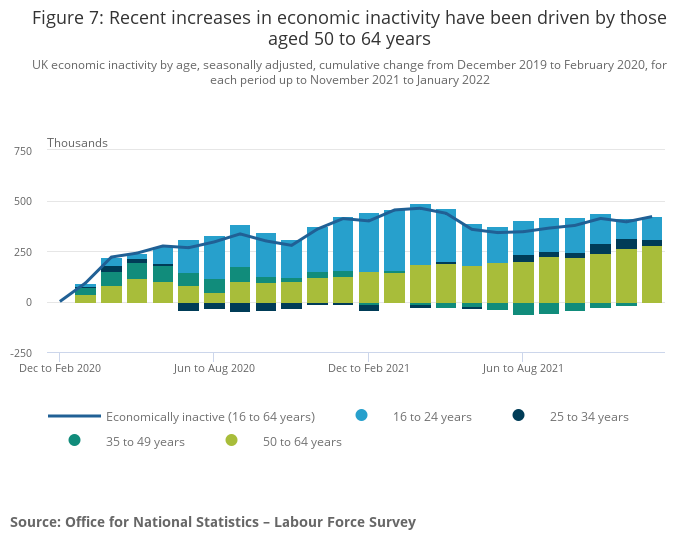 Figure 7: Recent increases in economic inactivity have been driven by those
aged 50 to 64 years
UK economic inactivity by age, seasonally adjusted, cumulative change from December 2019 to February 2020, for
each period up to November 2021 to January 2022
Thousands
750
500
250
0
-250
Dec to Feb 2020 Jun to Aug 2020 Dec to Feb 2021 Jun to Aug 2021
Economically inactive (16 to 64 years) 16 to 24 years 25 to 34 years
35 to 49 years 50 to 64 years
Source: Office for National Statistics – Labour Force Survey